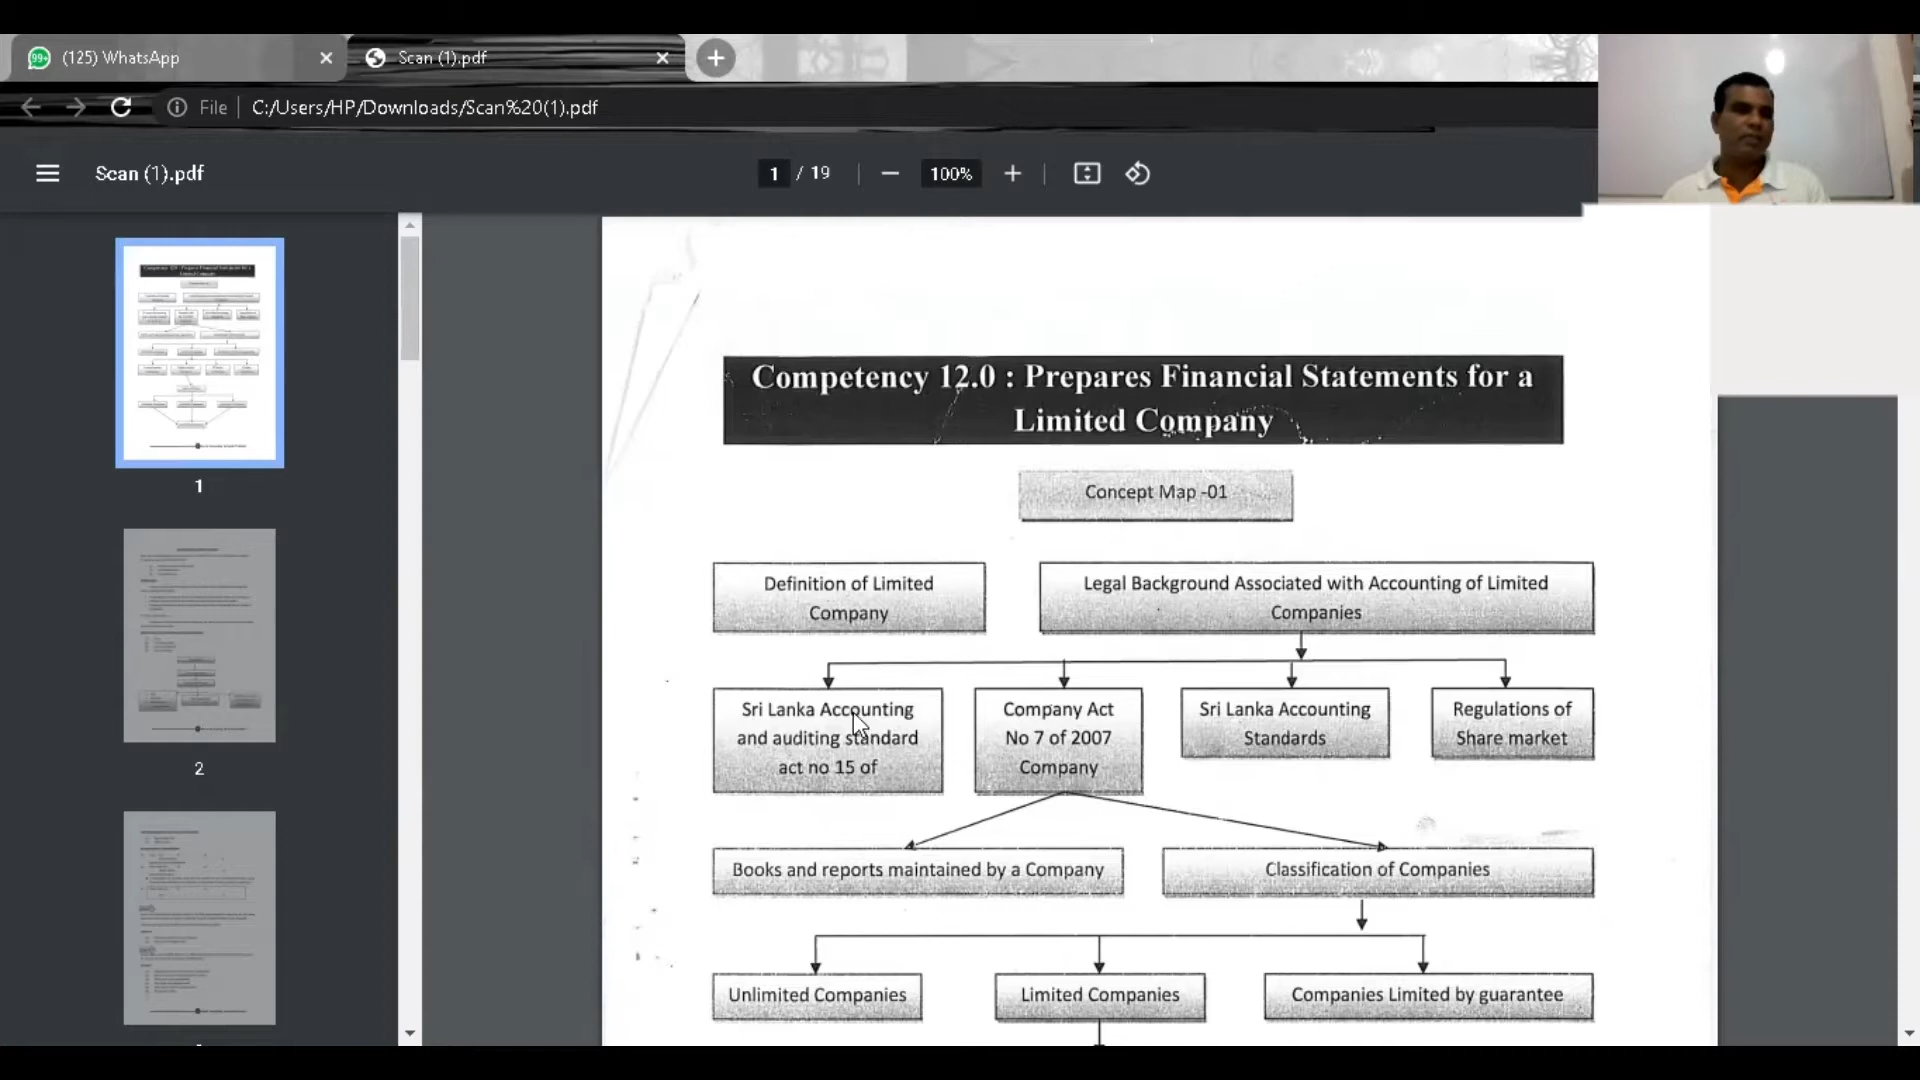 (125) WhatsApp
Scan (1).pdf
File
C:/Users/HP/Downloads/Scan%20(1).pdf
Scan (1).pdf
1 / 19
100%
1
2
Competency 12.0 : Prepares Financial Statements for a
Limited Company
Concept Map -01
Definition of Limited
Company
Legal Background Associated with Accounting of Limited
Companies
Sri Lanka Accounting
and auditing standard
act no 15 of
Company Act
No 7 of 2007
Company
Sri Lanka Accounting
Standards
Regulations of
Share market
Books and reports maintained by a Company
Classification of Companies
Unlimited Companies
Limited Companies
Companies Limited by guarantee